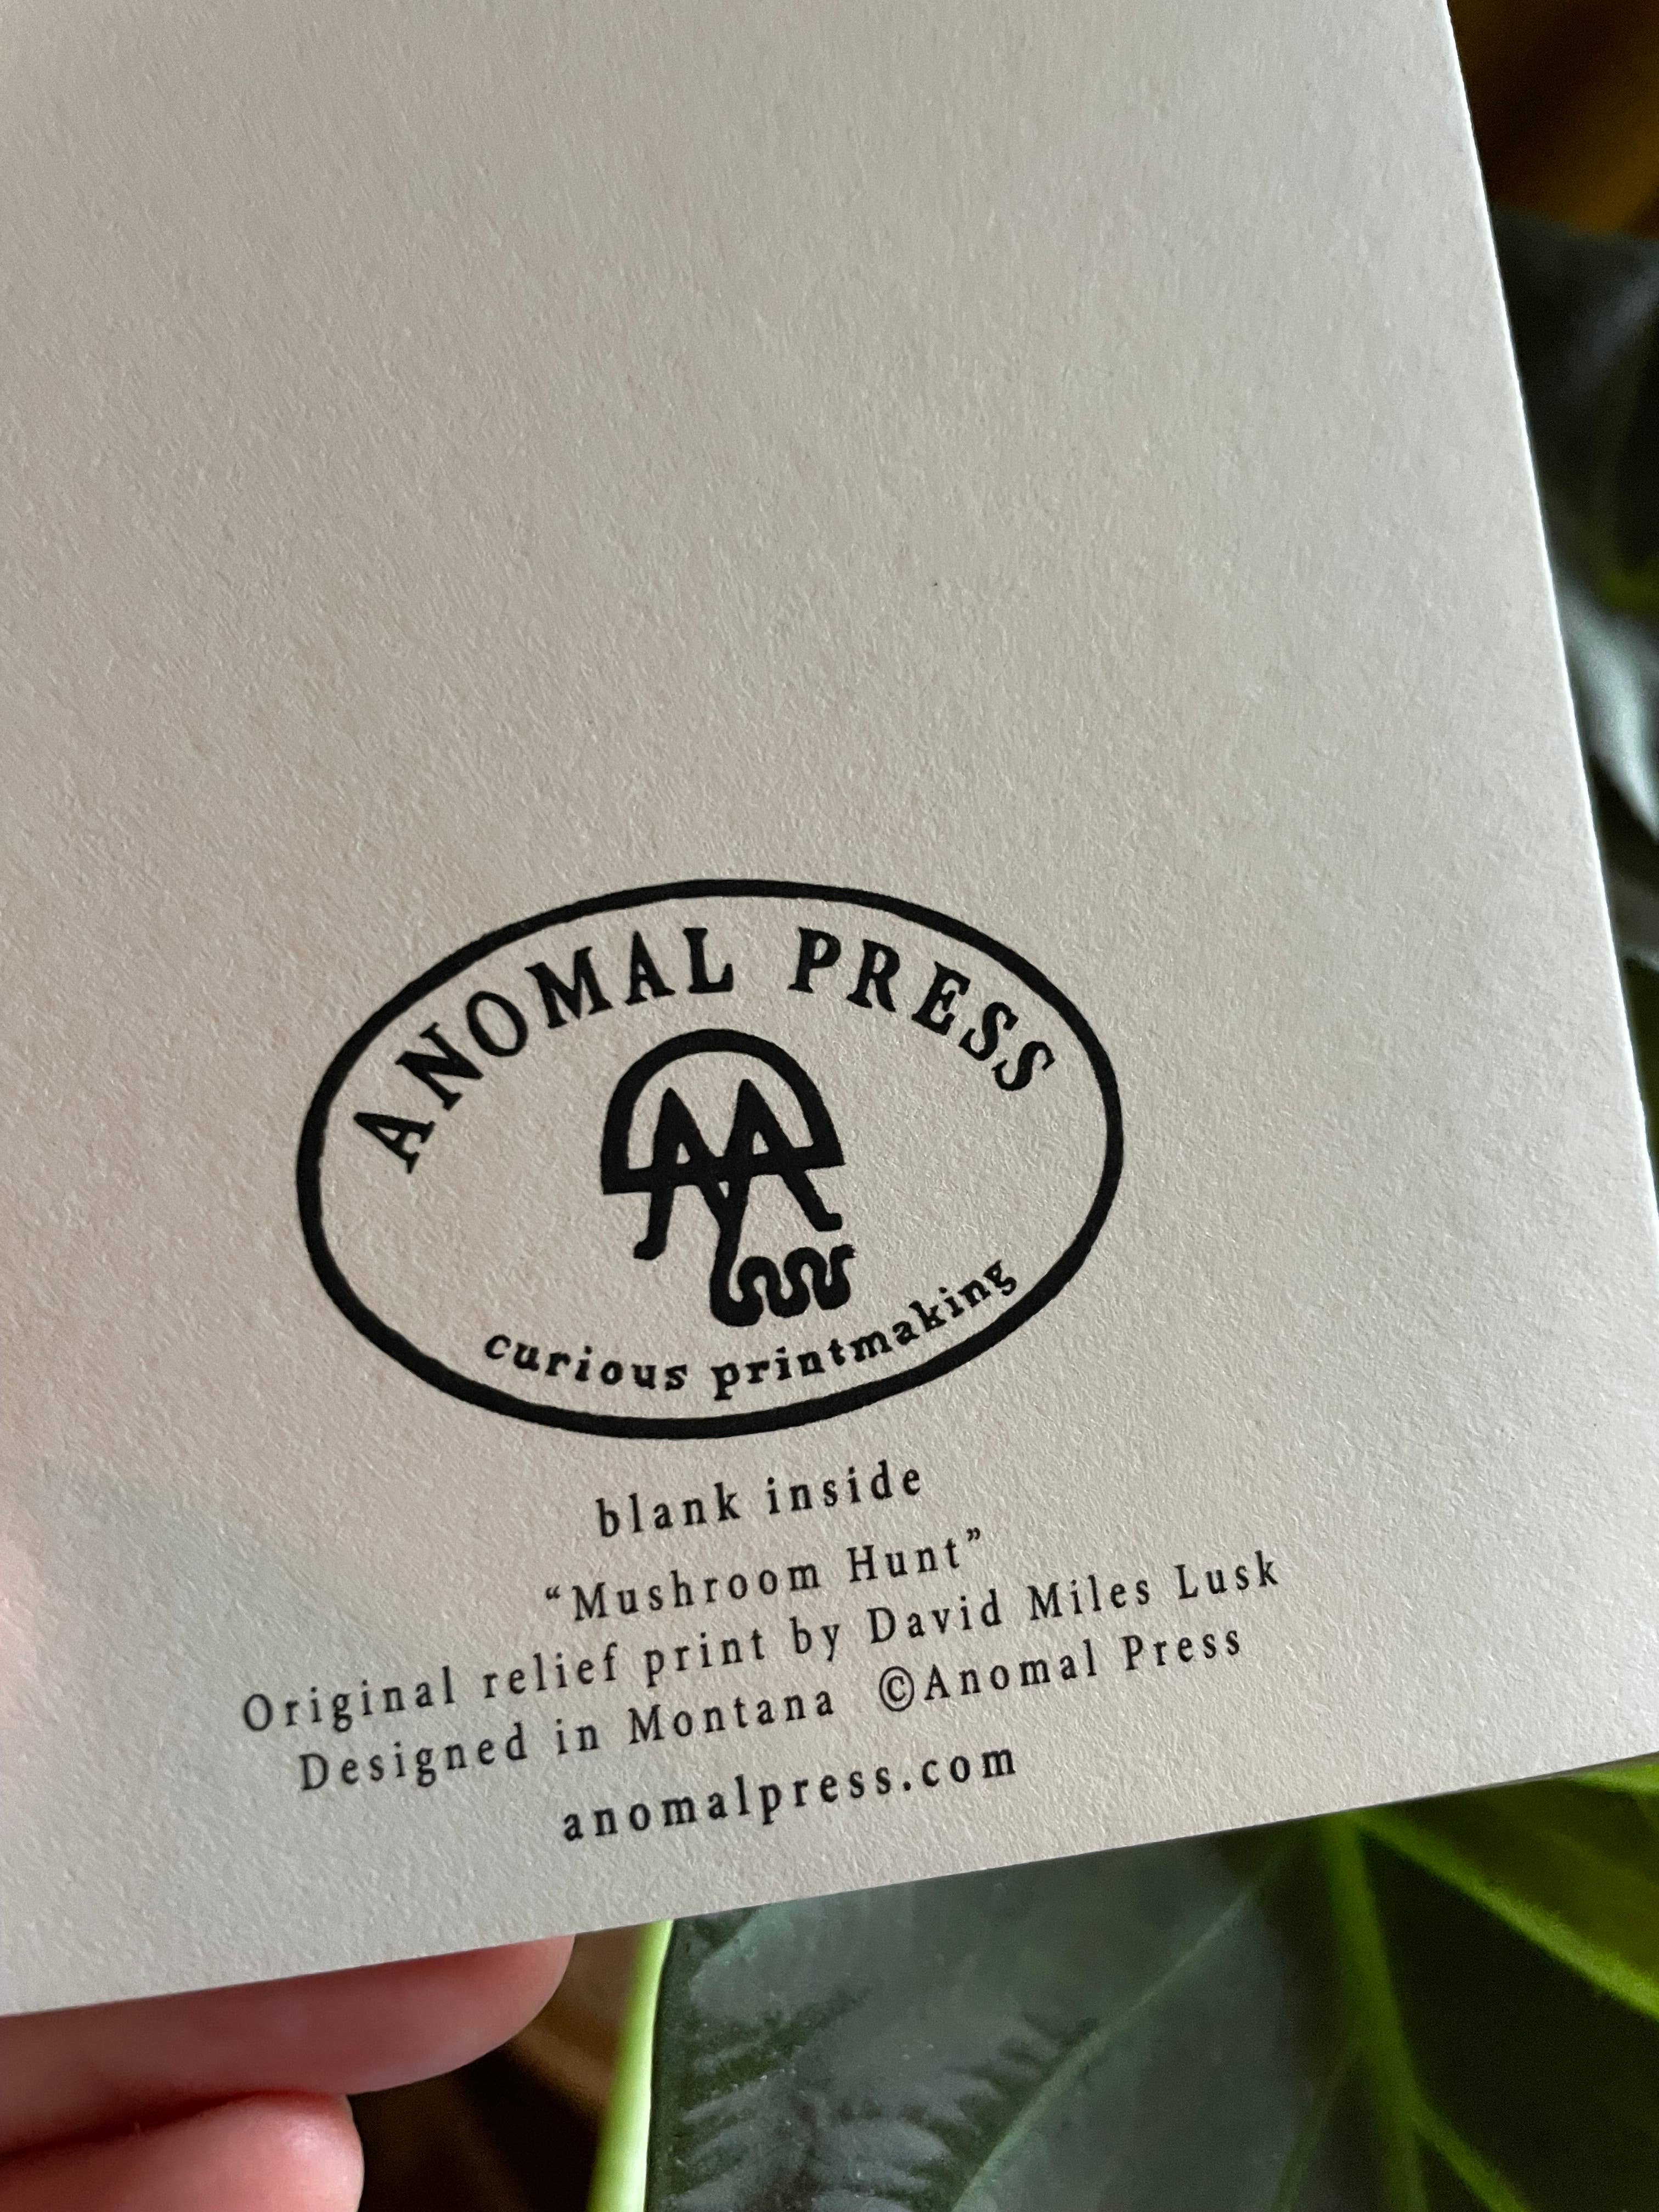 ANOMAL PRESS
AA
curious printmaking
blank inside
“Mushroom Hunt”
Original relief print by David Miles Lusk
Designed in Montana ©Anomal Press
anomalpress.com